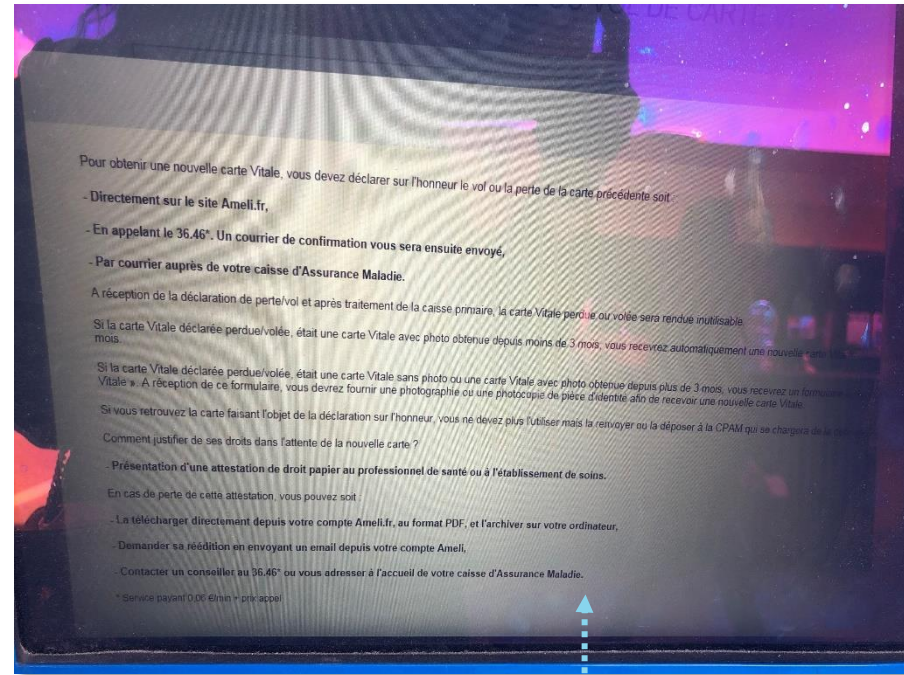 VOL DE CARTE
Pour obtenir une nouvelle carte Vitale, vous devez déclarer sur l'honneur le vol ou la perte de la carte précédente soit
- Directement sur le site Ameli.fr,
- En appelant le 36.46*. Un courrier de confirmation vous sera ensuite envoyé,
- Par courrier auprès de votre caisse d'Assurance Maladie.
A réception de la déclaration de perte/vol et après traitement de la caisse primaire, la carte Vitale perdue ou volée sera rendue inutilisable.
Si la carte Vitale déclarée perdue/volée, était une carte Vitale avec photo obtenue depuis moins de 3 mois, vous recevrez automatiquement une nouvelle carte
mois.
Si la carte Vitale déclarée perdue/volée, était une carte Vitale sans photo ou une carte Vitale avec photo obtenue depuis plus de 3 mois, vous recevrez un formulaire
Vitale ». A réception de ce formulaire, vous devrez fournir une photographie ou une photocopie de pièce d'identité afin de recevoir une nouvelle carte Vitale.
Si vous retrouvez la carte faisant l'objet de la déclaration sur l'honneur, vous ne devez plus l'utiliser mais la renvoyer ou la déposer à la CPAM qui se chargera de la
Comment justifier de ses droits dans l'attente de la nouvelle carte ?
- Présentation d'une attestation de droit papier au professionnel de santé ou à l'établissement de soins.
En cas de perte de cette attestation, vous pouvez soit :
- La télécharger directement depuis votre compte Ameli.fr, au format PDF, et l'archiver sur votre ordinateur,
- Demander sa réédition en envoyant un email depuis votre compte Ameli,
- Contacter un conseiller au 36.46* ou vous adresser à l'accueil de votre caisse d'Assurance Maladie.
* Service payant 0,06 €/min + prix appel